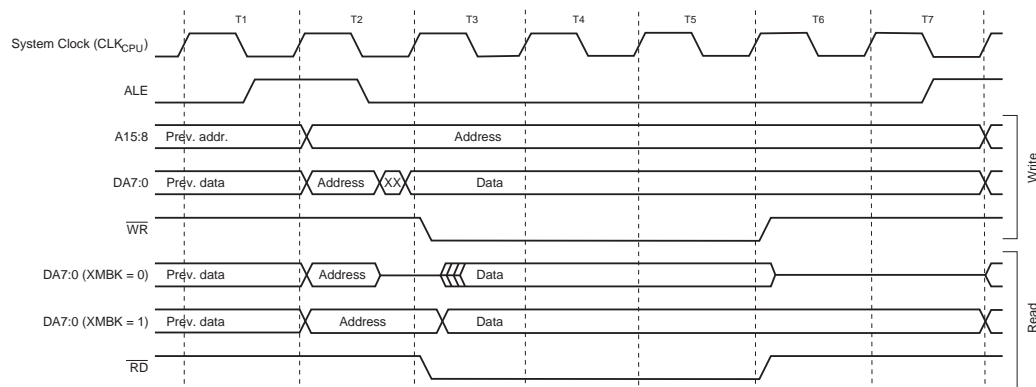 T1 T2 T3 T4 T5 T6 T7
System Clock (CLKCPU)
ALE
A15:8 Prev. addr. Address
DA7:0 Prev. data Address XX Data
WR
DA7:0 (XMBK = 0) Prev. data Address Data
DA7:0 (XMBK = 1) Prev. data Address Data
RD
Write
Read